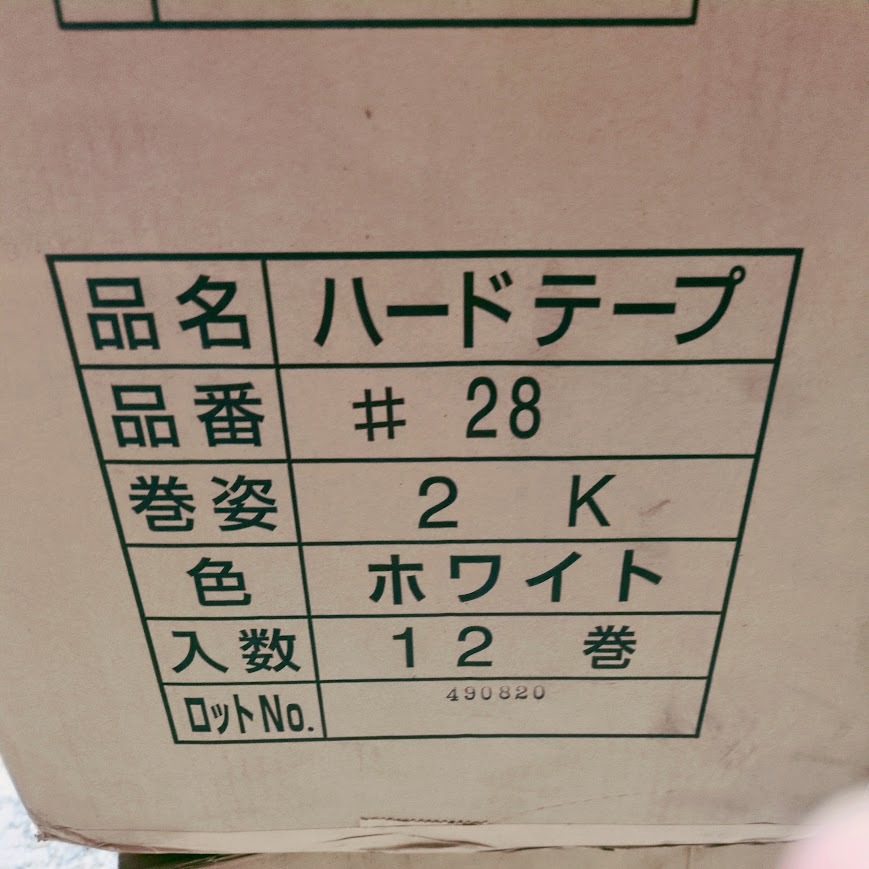 品名 ハードテープ
品番 # 28
巻姿 2 K
色 ホワイト
入数 12 巻
ロットNo. 490820